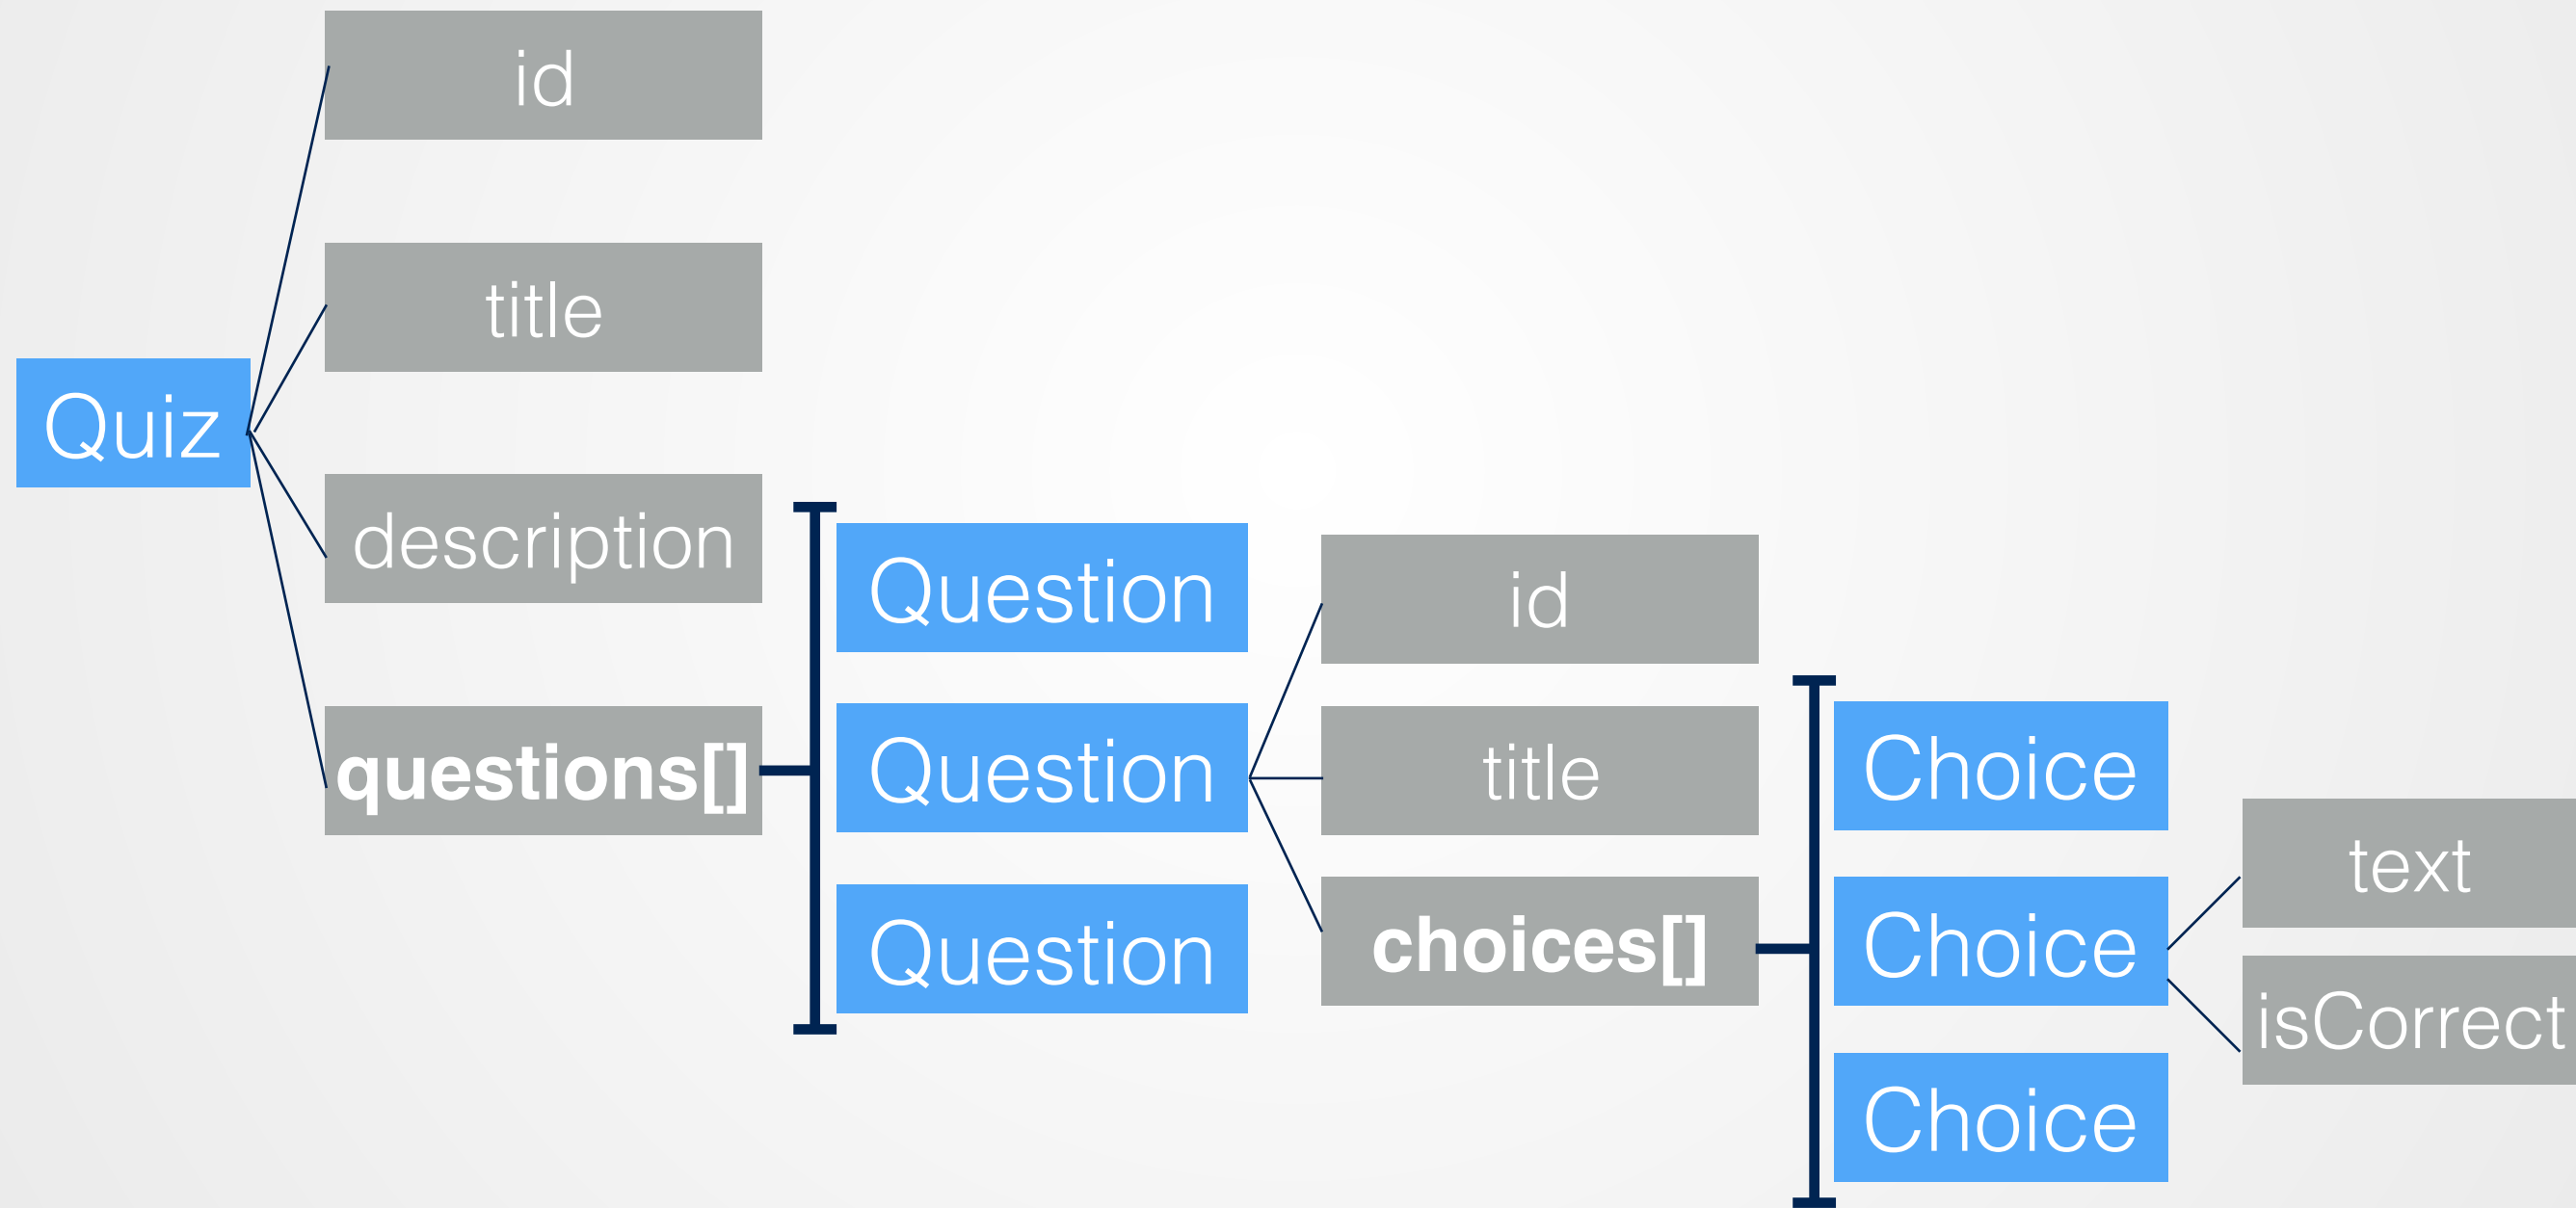 id
title
Quiz
description
questions[]
Question
Question
Question
id
title
choices[]
Choice
Choice
Choice
text
isCorrect